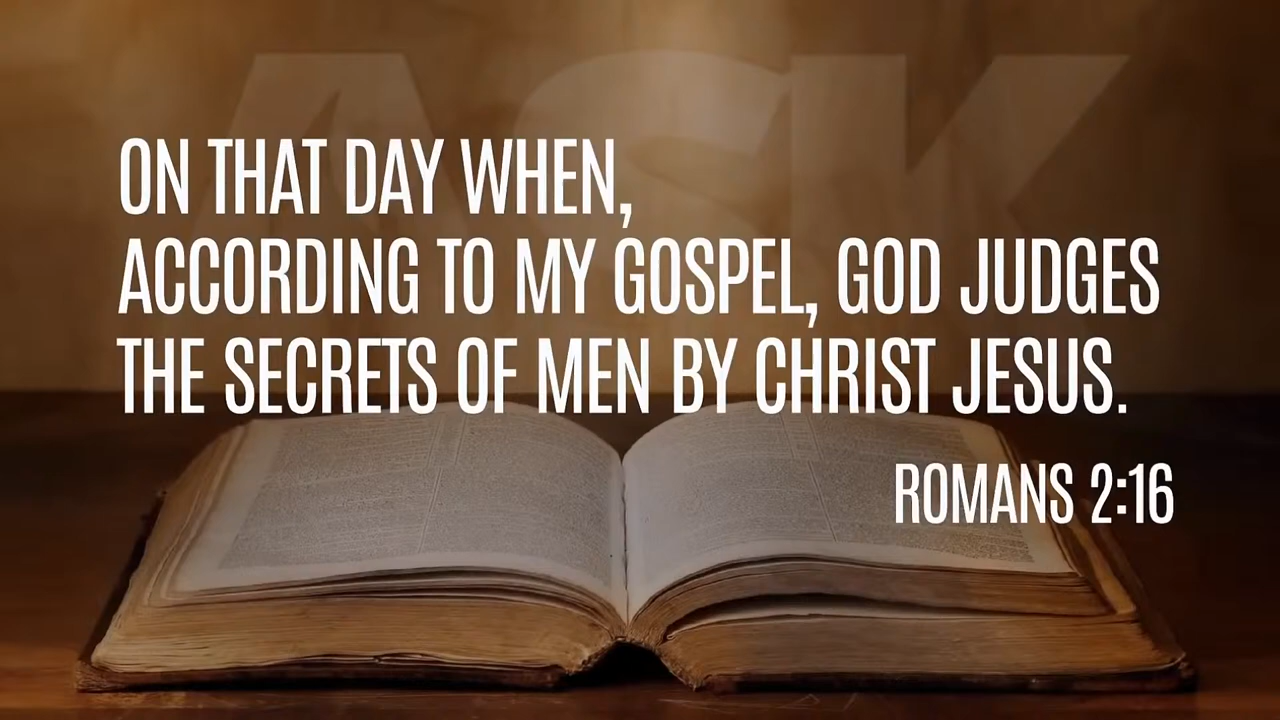 ASK
ON THAT DAY WHEN,
ACCORDING TO MY GOSPEL, GOD JUDGES
THE SECRETS OF MEN BY CHRIST JESUS.
ROMANS 2:16